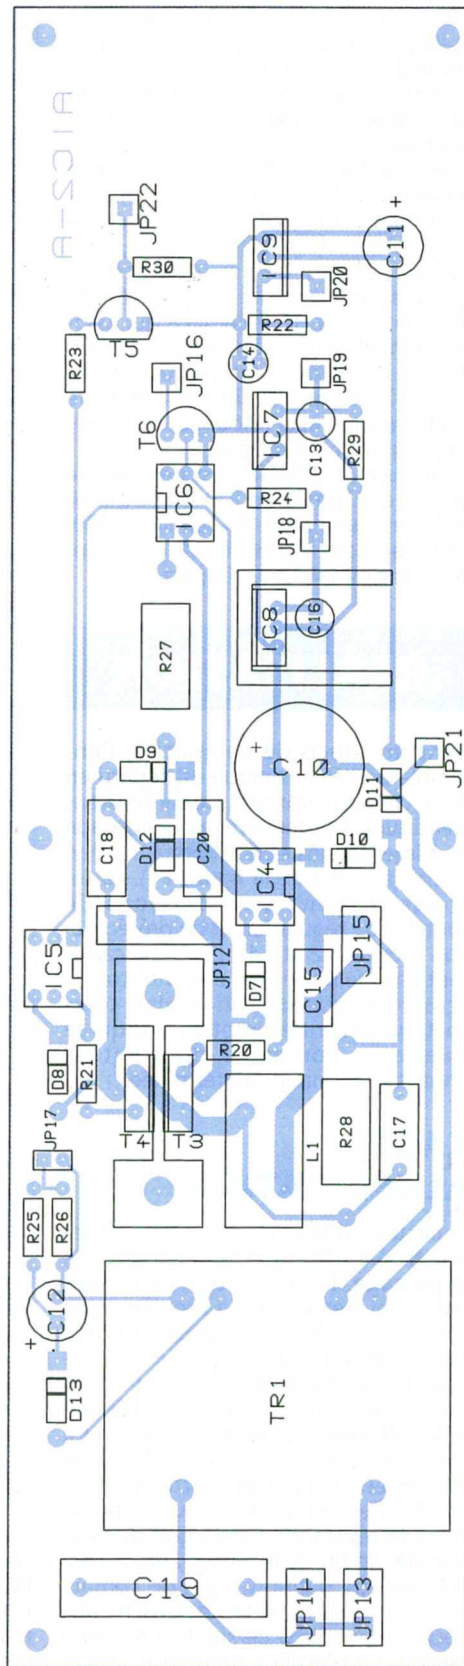 A1C2-A
JP22
R30
T5
R23
JP16
IC9
C11
+
JP20
R22
C14
JP19
T6
IC7
C13
R29
IC6
R24
JP18
R27
IC8
C16
+
C10
JP21
D11
D9
C18
D12
C20
D10
IC4
IC5
JP12
D7
C15
JP15
D8
R21
R20
T4
T3
L1
R28
C17
JP17
R25
R26
+
C12
D13
TR1
C19
JP14
JP13